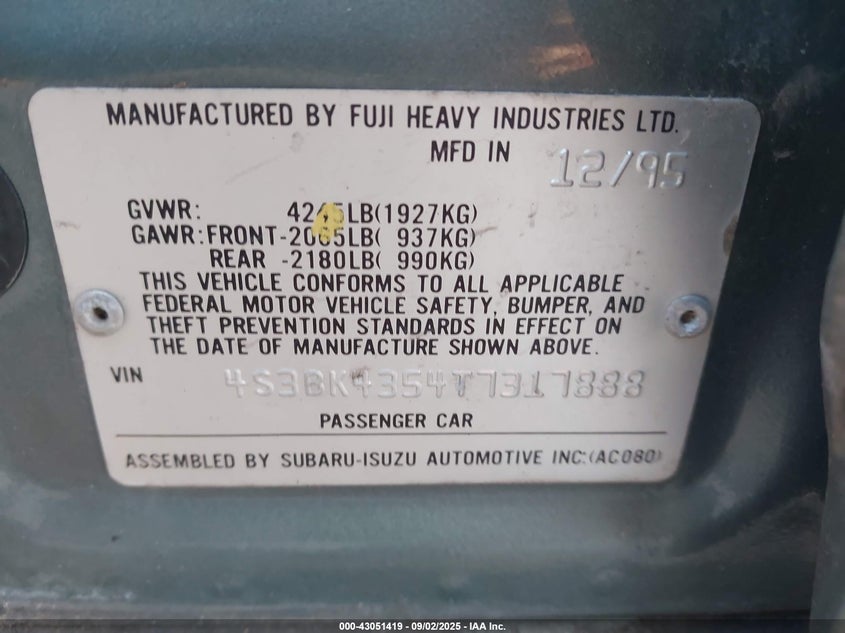 MANUFACTURED BY FUJI HEAVY INDUSTRIES LTD.
MFD IN 12/95
GVWR: 4245LB(1927KG)
GAWR:FRONT-2065LB( 937KG)
REAR -2180LB( 990KG)
THIS VEHICLE CONFORMS TO ALL APPLICABLE
FEDERAL MOTOR VEHICLE SAFETY, BUMPER, AND
THEFT PREVENTION STANDARDS IN EFFECT ON
THE DATE OF MANUFACTURE SHOWN ABOVE.
VIN 4S3BK4354T7317888
PASSENGER CAR
ASSEMBLED BY SUBARU-ISUZU AUTOMOTIVE INC.(AC080)
000-43051419 - 09/02/2025 - IAA Inc.